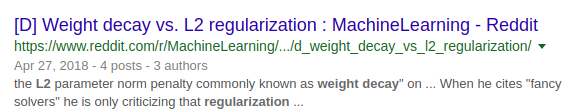 [D] Weight decay vs. L2 regularization : MachineLearning - Reddit
https://www.reddit.com/r/MachineLearning/.../d_weight_decay_vs_l2_regularization/
Apr 27, 2018 - 4 posts - 3 authors
the L2 parameter norm penalty commonly known as weight decay" on ... When he cites "fancy
solvers" he is only criticizing that regularization ...